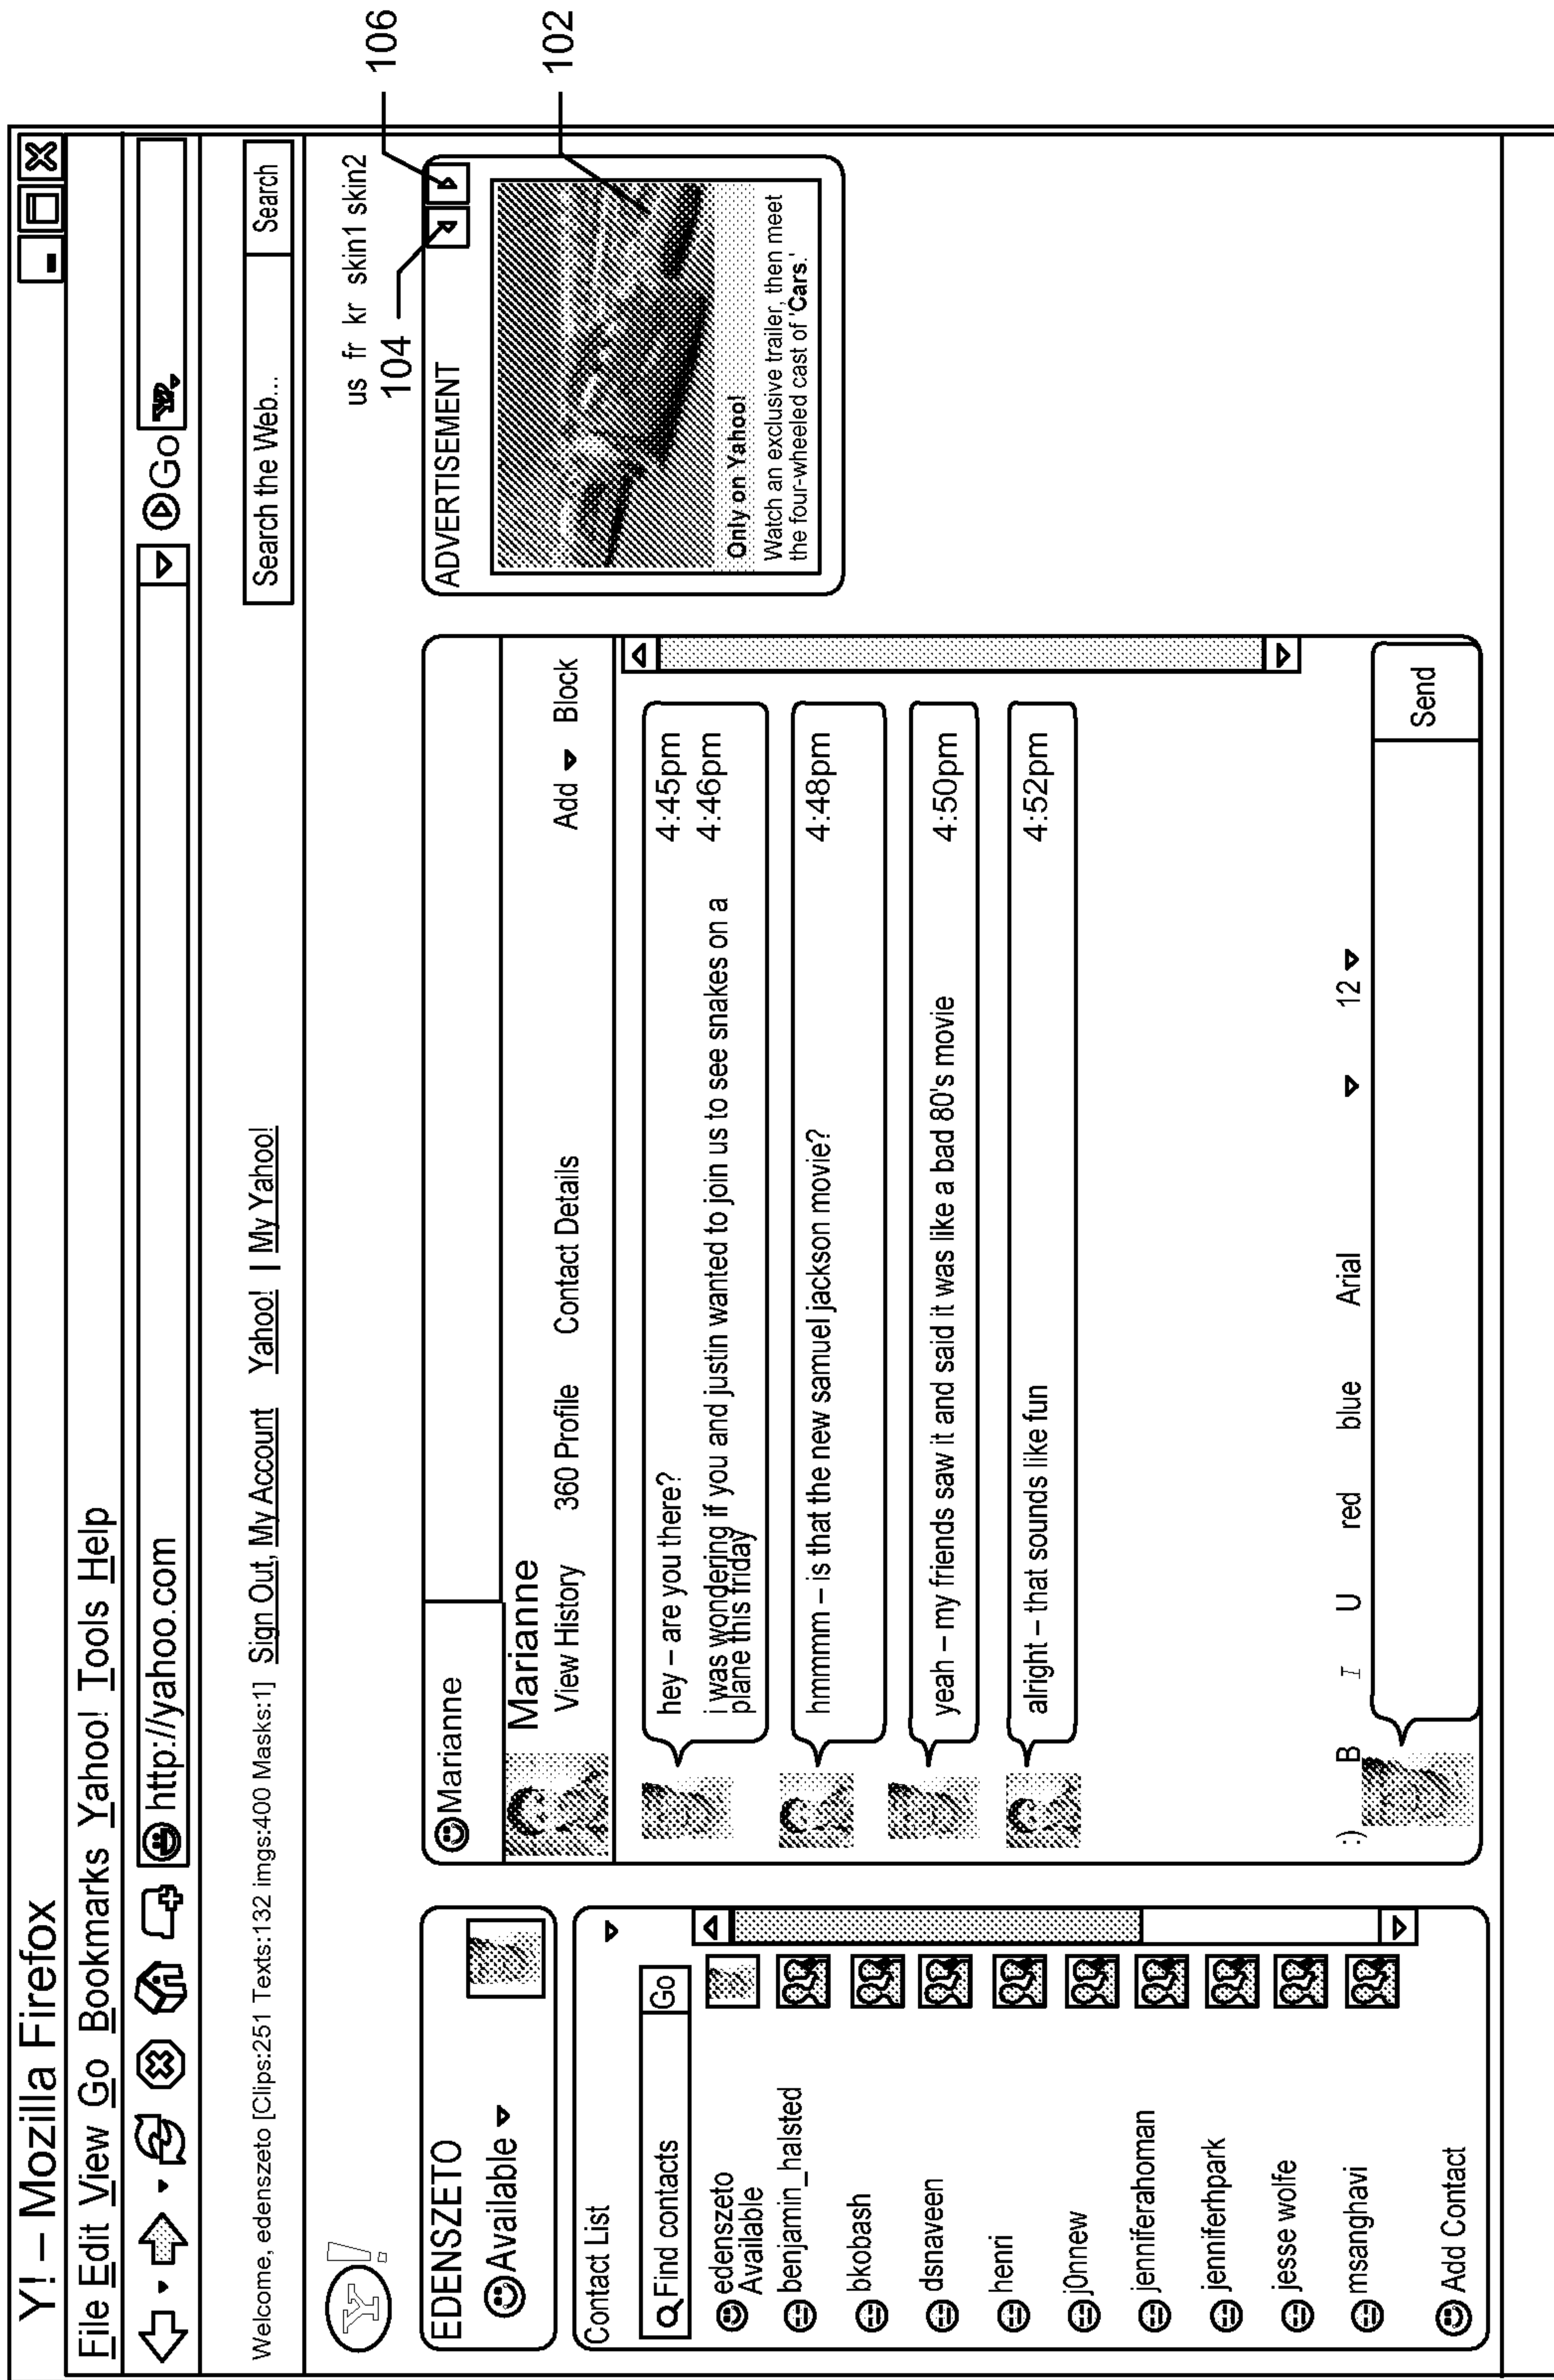 Y! – Mozilla Firefox
File Edit View Go Bookmarks Yahoo! Tools Help
http://yahoo.com
Go
Welcome, edenszeto [Clips:251 Texts:132 imgs:400 Masks:1] Sign Out, My Account Yahoo! | My Yahoo!
Search the Web...
Search
Y!
us fr kr skin1 skin2
106
104
EDENSZETO
Available
Contact List
Find contacts
Go
edenszeto
Available
benjamin_halsted
bkobash
dsnaveen
henri
j0nnew
jenniferahoman
jenniferhpark
jesse wolfe
msanghavi
Add Contact
Marianne
Marianne
View History 360 Profile Contact Details Add Block
hey – are you there? 4:45pm
i was wondering if you and justin wanted to join us to see snakes on a 4:46pm
plane this friday
hmmmm – is that the new samuel jackson movie? 4:48pm
yeah – my friends saw it and said it was like a bad 80's movie 4:50pm
alright – that sounds like fun 4:52pm
:) B I U red blue Arial 12
Send
ADVERTISEMENT
102
Only on Yahoo!
Watch an exclusive trailer, then meet
the four-wheeled cast of 'Cars.'